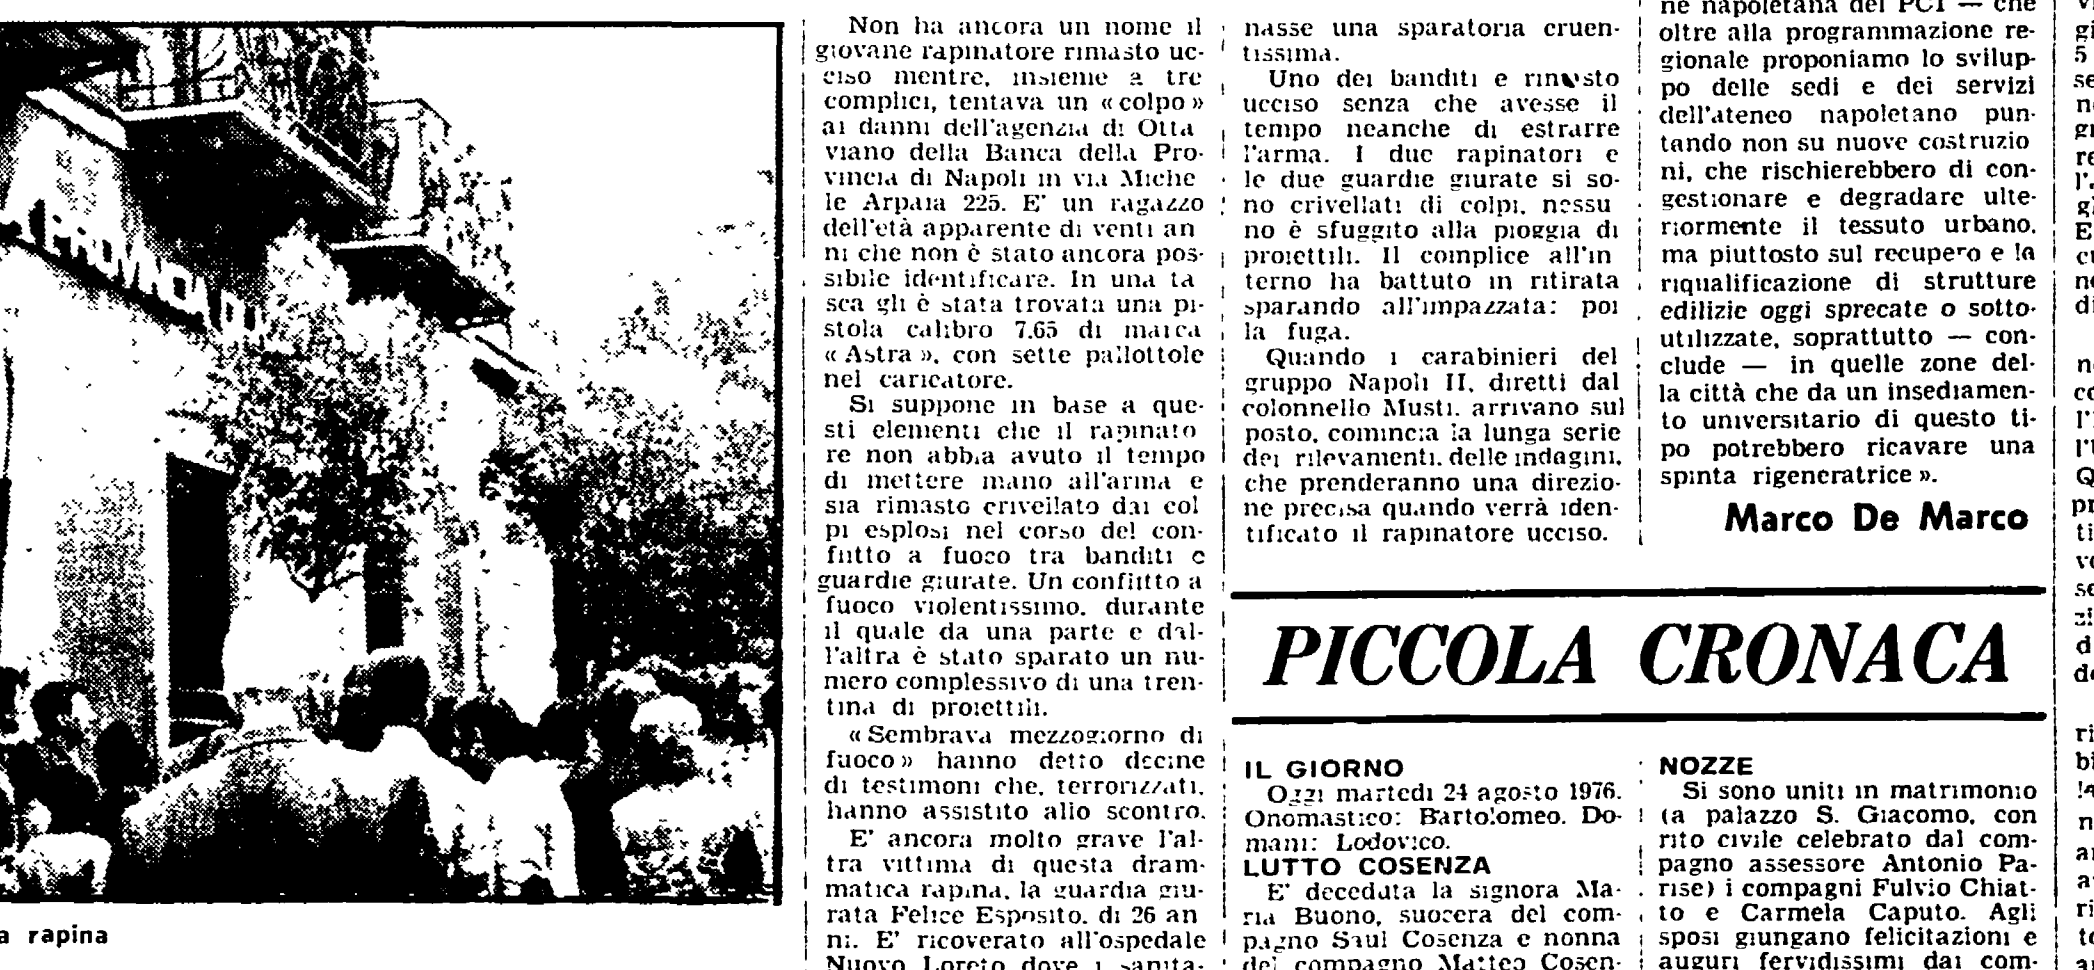 PROVINCIA DI
a rapina
Non ha ancora un nome il
giovane rapinatore rimasto uc-
ciso mentre, insieme a tre
complici, tentava un « colpo »
ai danni dell'agenzia di Otta
viano della Banca della Pro-
vincia di Napoli in via Miche
le Arpaia 225. E' un ragazzo
dell'età apparente di venti an
ni che non è stato ancora pos-
sibile identificare. In una ta
sca gli è stata trovata una pi-
stola calibro 7,65 di marca
« Astra », con sette pallottole
nel caricatore.
Si suppone in base a que-
sti elementi che il rapinato
re non abbia avuto il tempo
di mettere mano all'arma e
sia rimasto crivellato dai col
pi esplosi nel corso del con-
flitto a fuoco tra banditi e
guardie giurate. Un conflitto a
fuoco violentissimo, durante
il quale da una parte e dal-
l'altra è stato sparato un nu-
mero complessivo di una tren-
tina di proiettili.
« Sembrava mezzogiorno di
fuoco » hanno detto decine
di testimoni che, terrorizzati,
hanno assistito allo scontro.
E' ancora molto grave l'al-
tra vittima di questa dram-
matica rapina, la guardia giu-
rata Felice Esposito, di 26 an
ni. E' ricoverato all'ospedale
Nuovo Loreto dove i sanita-
nasse una sparatoria cruen-
tissima.
Uno dei banditi e rimasto
ucciso senza che avesse il
tempo neanche di estrarre
l'arma. I due rapinatori e
le due guardie giurate si so-
no crivellati di colpi, nessu
no è sfuggito alla pioggia di
proiettili. Il complice all'in
terno ha battuto in ritirata
sparando all'impazzata: poi
la fuga.
Quando i carabinieri del
gruppo Napoli II, diretti dal
colonnello Musti, arrivano sul
posto, comincia la lunga serie
dei rilevamenti, delle indagini,
che prenderanno una direzio-
ne precisa quando verrà iden-
tificato il rapinatore ucciso.
ne napoletana del PCI — che
oltre alla programmazione re-
gionale proponiamo lo svilup-
po delle sedi e dei servizi
dell'ateneo napoletano pun-
tando non su nuove costruzio
ni, che rischierebbero di con-
gestionare e degradare ulte-
riormente il tessuto urbano,
ma piuttosto sul recupero e la
riqualificazione di strutture
edilizie oggi sprecate o sotto-
utilizzate, soprattutto — con-
clude — in quelle zone del-
la città che da un insediamen-
to universitario di questo ti-
po potrebbero ricavare una
spinta rigeneratrice ».
Marco De Marco
PICCOLA CRONACA
IL GIORNO
Oggi martedì 24 agosto 1976.
Onomastico: Bartolomeo. Do-
mani: Lodovico.
LUTTO COSENZA
E' deceduta la signora Ma-
ria Buono, suocera del com-
pagno Saul Cosenza e nonna
del compagno Matteo Cosen-
NOZZE
Si sono uniti in matrimonio
(a palazzo S. Giacomo, con
rito civile celebrato dal com-
pagno assessore Antonio Pa-
rise) i compagni Fulvio Chiat-
to e Carmela Caputo. Agli
sposi giungano felicitazioni e
auguri fervidissimi dai com-